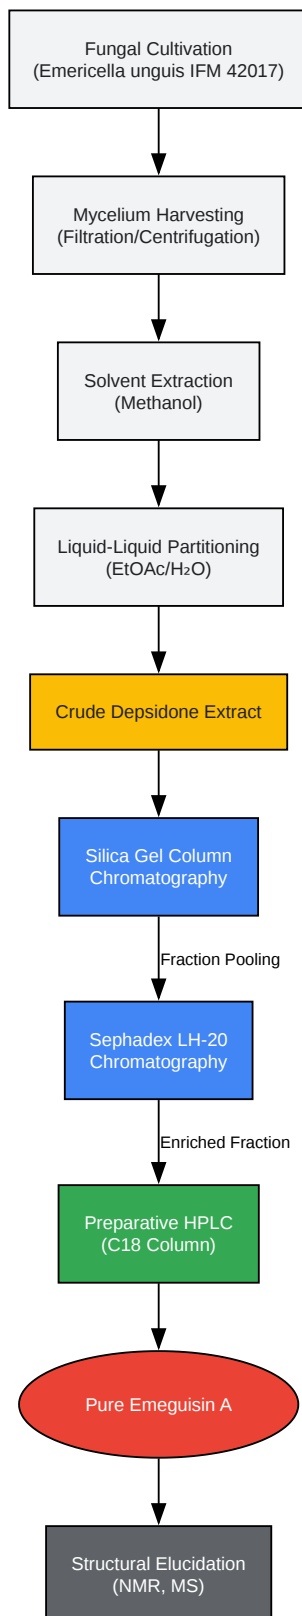 Fungal Cultivation
(Emericella unguis IFM 42017)
Mycelium Harvesting
(Filtration/Centrifugation)
Solvent Extraction
(Methanol)
Liquid-Liquid Partitioning
(EtOAc/H₂O)
Crude Depsidone Extract
Silica Gel Column
Chromatography
Fraction Pooling
Sephadex LH-20
Chromatography
Enriched Fraction
Preparative HPLC
(C18 Column)
Pure Emeguisin A
Structural Elucidation
(NMR, MS)